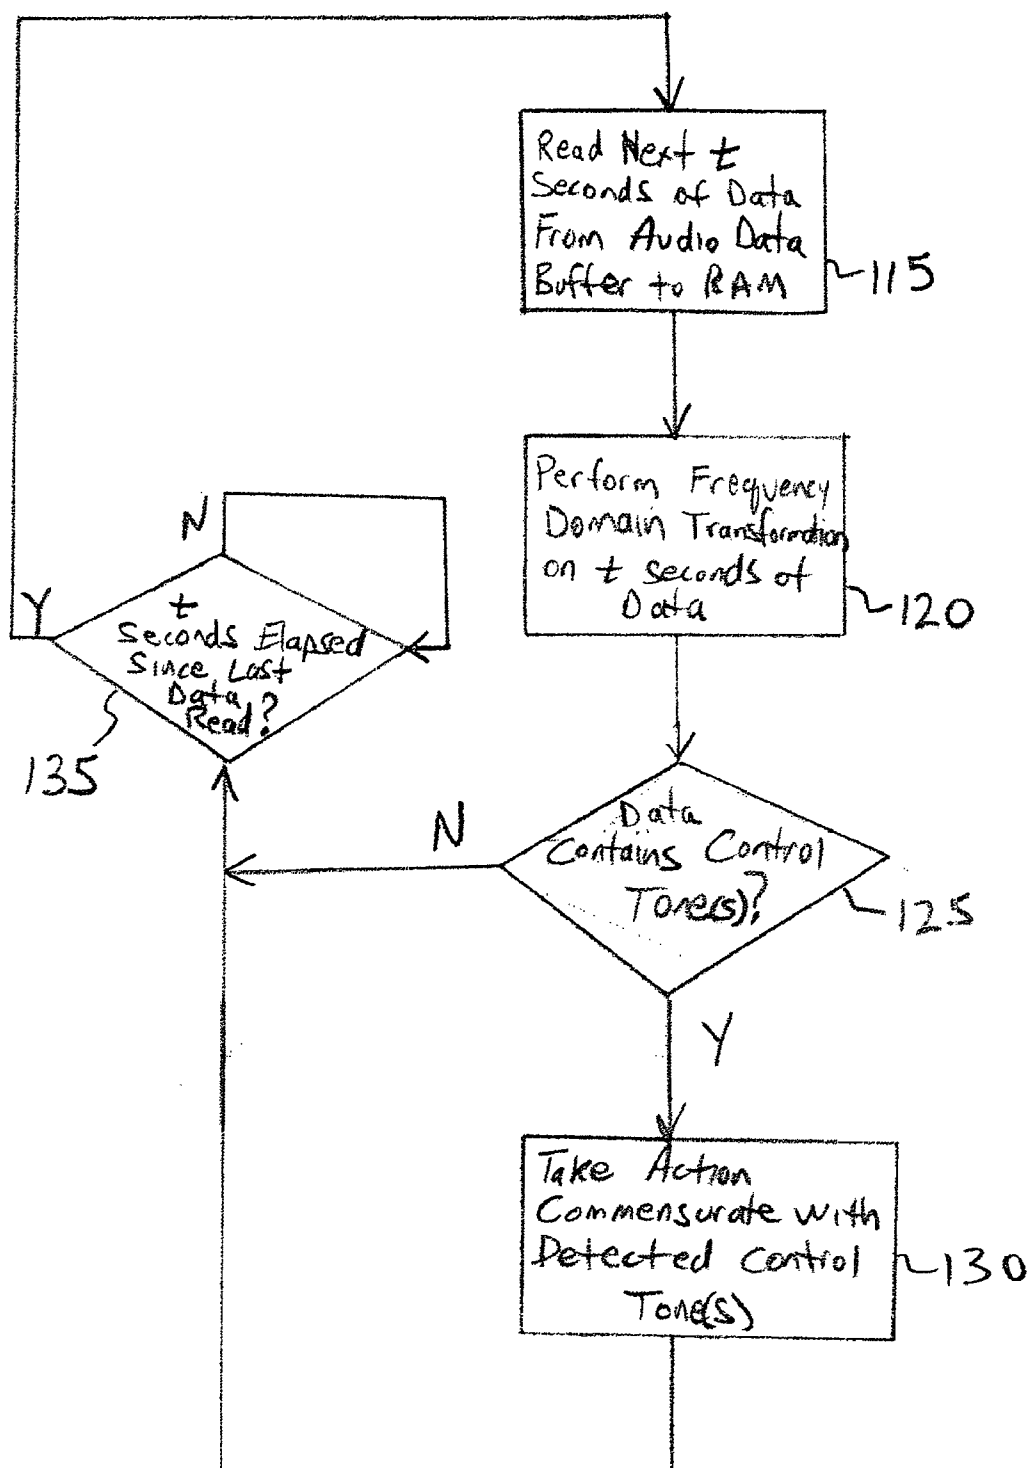 Read Next t
Seconds of Data
From Audio Data
Buffer to RAM
115
Perform Frequency
Domain Transformation
on t seconds of
Data
120
N
Y
t
Seconds Elapsed
Since Last
Data
Read?
135
N
Data
Contains Control
Tone(s)?
125
Y
Take Action
Commensurate with
Detected Control
Tone(s)
130